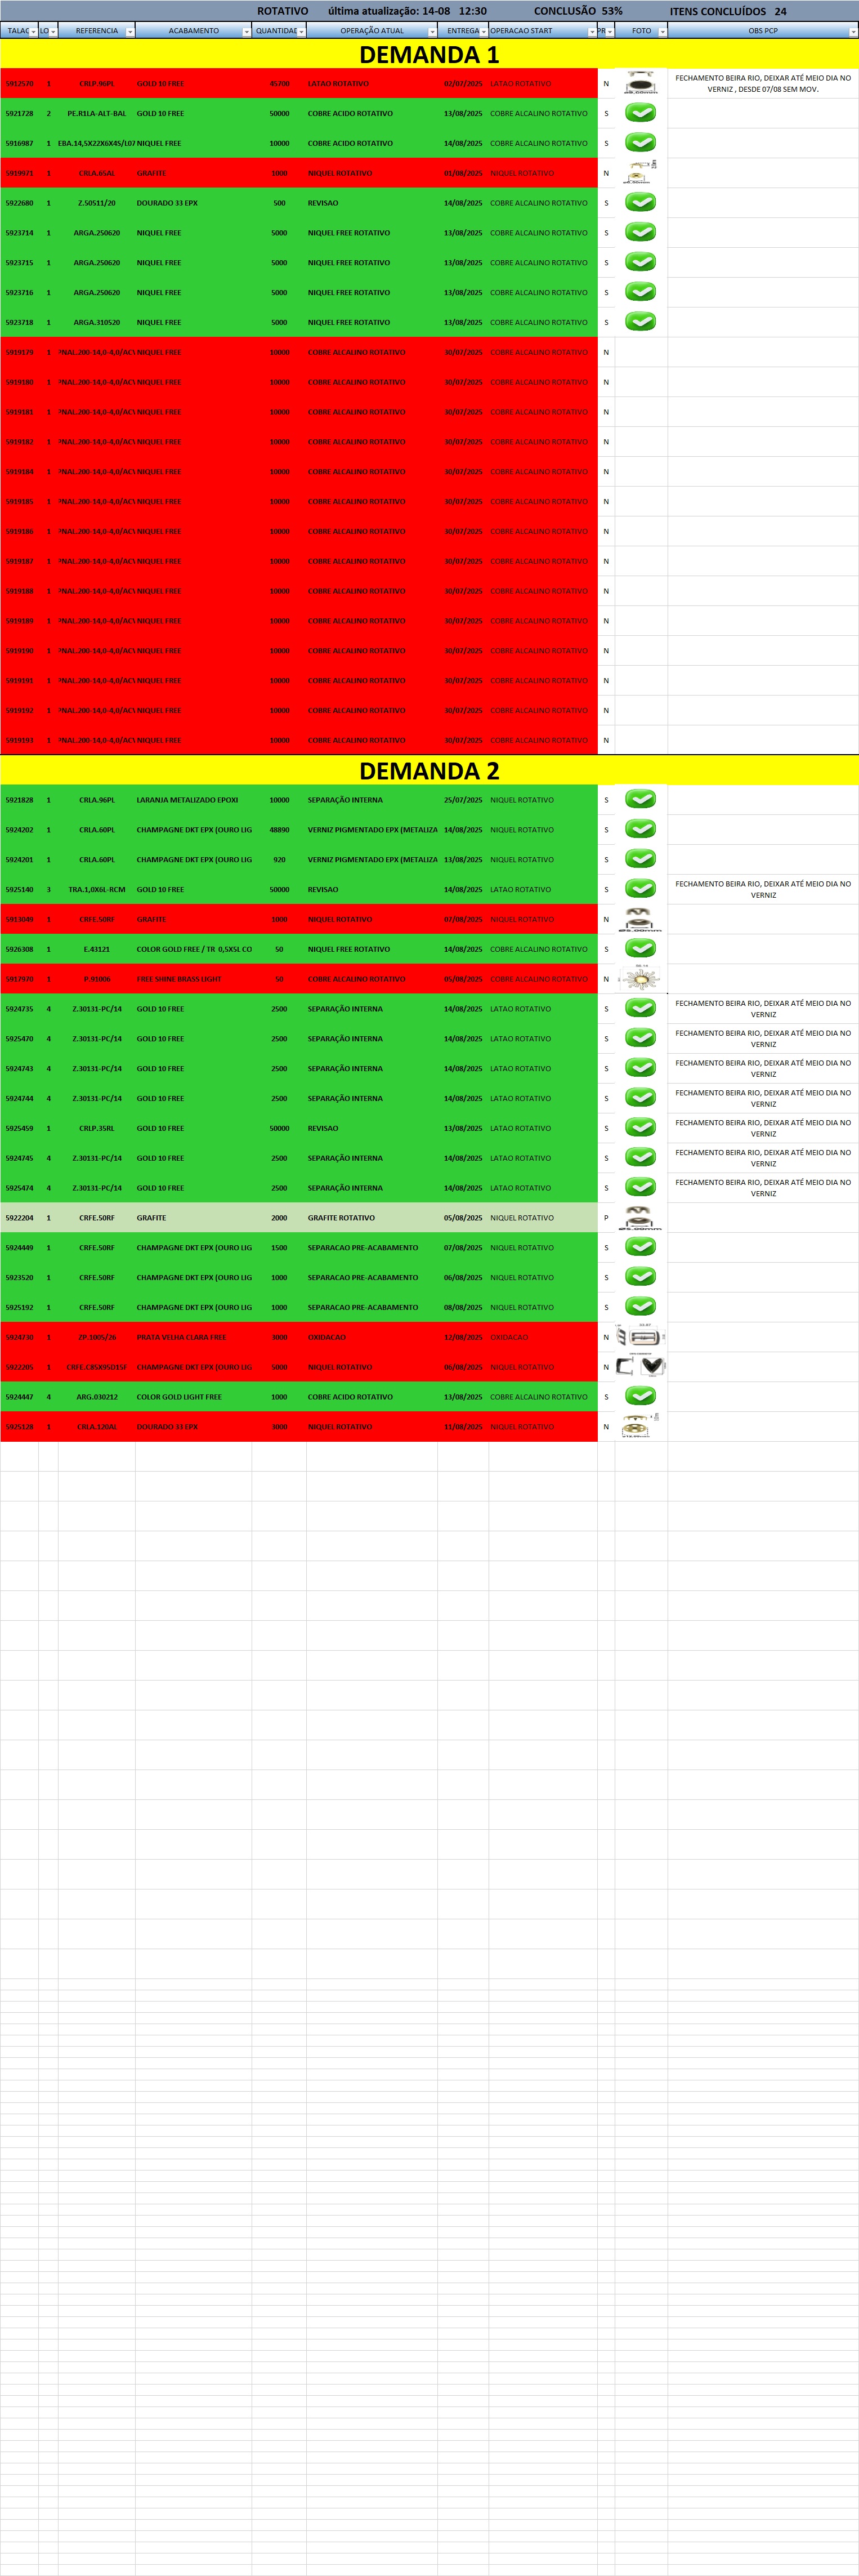 ROTATIVO última atualização: 14-08 12:30 CONCLUSÃO 53% ITENS CONCLUÍDOS 24
TALAC LO REFERENCIA ACABAMENTO QUANTIDAD OPERAÇÃO ATUAL ENTREGA OPERACAO START PR FOTO OBS PCP
DEMANDA 1
5912570 1 CRLP.96PL GOLD 10 FREE 45700 LATAO ROTATIVO 02/07/2025 LATAO ROTATIVO N FECHAMENTO BEIRA RIO, DEIXAR ATÉ MEIO DIA NO
VERNIZ , DESDE 07/08 SEM MOV.
5921728 2 PE.R1LA-ALT-BAL GOLD 10 FREE 50000 COBRE ACIDO ROTATIVO 13/08/2025 COBRE ALCALINO ROTATIVO S
5916987 1 EBA.14,5X22X6X4S/L07 NIQUEL FREE 10000 COBRE ACIDO ROTATIVO 14/08/2025 COBRE ALCALINO ROTATIVO S
5919971 1 CRLA.65AL GRAFITE 1000 NIQUEL ROTATIVO 01/08/2025 NIQUEL ROTATIVO N
5922680 1 Z.50511/20 DOURADO 33 EPX 500 REVISAO 14/08/2025 COBRE ALCALINO ROTATIVO S
5923714 1 ARGA.250620 NIQUEL FREE 5000 NIQUEL FREE ROTATIVO 13/08/2025 COBRE ALCALINO ROTATIVO S
5923715 1 ARGA.250620 NIQUEL FREE 5000 NIQUEL FREE ROTATIVO 13/08/2025 COBRE ALCALINO ROTATIVO S
5923716 1 ARGA.250620 NIQUEL FREE 5000 NIQUEL FREE ROTATIVO 13/08/2025 COBRE ALCALINO ROTATIVO S
5923718 1 ARGA.310520 NIQUEL FREE 5000 NIQUEL FREE ROTATIVO 13/08/2025 COBRE ALCALINO ROTATIVO S
5919179 1 PNAL.200-14,0-4,0/ACV NIQUEL FREE 10000 COBRE ALCALINO ROTATIVO 30/07/2025 COBRE ALCALINO ROTATIVO N
5919180 1 PNAL.200-14,0-4,0/ACV NIQUEL FREE 10000 COBRE ALCALINO ROTATIVO 30/07/2025 COBRE ALCALINO ROTATIVO N
5919181 1 PNAL.200-14,0-4,0/ACV NIQUEL FREE 10000 COBRE ALCALINO ROTATIVO 30/07/2025 COBRE ALCALINO ROTATIVO N
5919182 1 PNAL.200-14,0-4,0/ACV NIQUEL FREE 10000 COBRE ALCALINO ROTATIVO 30/07/2025 COBRE ALCALINO ROTATIVO N
5919184 1 PNAL.200-14,0-4,0/ACV NIQUEL FREE 10000 COBRE ALCALINO ROTATIVO 30/07/2025 COBRE ALCALINO ROTATIVO N
5919185 1 PNAL.200-14,0-4,0/ACV NIQUEL FREE 10000 COBRE ALCALINO ROTATIVO 30/07/2025 COBRE ALCALINO ROTATIVO N
5919186 1 PNAL.200-14,0-4,0/ACV NIQUEL FREE 10000 COBRE ALCALINO ROTATIVO 30/07/2025 COBRE ALCALINO ROTATIVO N
5919187 1 PNAL.200-14,0-4,0/ACV NIQUEL FREE 10000 COBRE ALCALINO ROTATIVO 30/07/2025 COBRE ALCALINO ROTATIVO N
5919188 1 PNAL.200-14,0-4,0/ACV NIQUEL FREE 10000 COBRE ALCALINO ROTATIVO 30/07/2025 COBRE ALCALINO ROTATIVO N
5919189 1 PNAL.200-14,0-4,0/ACV NIQUEL FREE 10000 COBRE ALCALINO ROTATIVO 30/07/2025 COBRE ALCALINO ROTATIVO N
5919190 1 PNAL.200-14,0-4,0/ACV NIQUEL FREE 10000 COBRE ALCALINO ROTATIVO 30/07/2025 COBRE ALCALINO ROTATIVO N
5919191 1 PNAL.200-14,0-4,0/ACV NIQUEL FREE 10000 COBRE ALCALINO ROTATIVO 30/07/2025 COBRE ALCALINO ROTATIVO N
5919192 1 PNAL.200-14,0-4,0/ACV NIQUEL FREE 10000 COBRE ALCALINO ROTATIVO 30/07/2025 COBRE ALCALINO ROTATIVO N
5919193 1 PNAL.200-14,0-4,0/ACV NIQUEL FREE 10000 COBRE ALCALINO ROTATIVO 30/07/2025 COBRE ALCALINO ROTATIVO N
DEMANDA 2
5921828 1 CRLA.96PL LARANJA METALIZADO EPOXI 10000 SEPARAÇÃO INTERNA 25/07/2025 NIQUEL ROTATIVO S
5924202 1 CRLA.60PL CHAMPAGNE DKT EPX (OURO LIG 48890 VERNIZ PIGMENTADO EPX (METALIZA 14/08/2025 NIQUEL ROTATIVO S
5924201 1 CRLA.60PL CHAMPAGNE DKT EPX (OURO LIG 920 VERNIZ PIGMENTADO EPX (METALIZA 13/08/2025 NIQUEL ROTATIVO S
5925140 3 TRA.1,0X6L-RCM GOLD 10 FREE 50000 REVISAO 14/08/2025 LATAO ROTATIVO S FECHAMENTO BEIRA RIO, DEIXAR ATÉ MEIO DIA NO
VERNIZ
5913049 1 CRFE.50RF GRAFITE 1000 NIQUEL ROTATIVO 07/08/2025 NIQUEL ROTATIVO N
5926308 1 E.43121 COLOR GOLD FREE / TR 0,5X5L CO 50 NIQUEL FREE ROTATIVO 14/08/2025 COBRE ALCALINO ROTATIVO S
5917970 1 P.91006 FREE SHINE BRASS LIGHT 50 COBRE ALCALINO ROTATIVO 05/08/2025 COBRE ALCALINO ROTATIVO N
5924735 4 Z.30131-PC/14 GOLD 10 FREE 2500 SEPARAÇÃO INTERNA 14/08/2025 LATAO ROTATIVO S FECHAMENTO BEIRA RIO, DEIXAR ATÉ MEIO DIA NO
VERNIZ
5925470 4 Z.30131-PC/14 GOLD 10 FREE 2500 SEPARAÇÃO INTERNA 14/08/2025 LATAO ROTATIVO S FECHAMENTO BEIRA RIO, DEIXAR ATÉ MEIO DIA NO
VERNIZ
5924743 4 Z.30131-PC/14 GOLD 10 FREE 2500 SEPARAÇÃO INTERNA 14/08/2025 LATAO ROTATIVO S FECHAMENTO BEIRA RIO, DEIXAR ATÉ MEIO DIA NO
VERNIZ
5924744 4 Z.30131-PC/14 GOLD 10 FREE 2500 SEPARAÇÃO INTERNA 14/08/2025 LATAO ROTATIVO S FECHAMENTO BEIRA RIO, DEIXAR ATÉ MEIO DIA NO
VERNIZ
5925459 1 CRLP.35RL GOLD 10 FREE 50000 REVISAO 13/08/2025 LATAO ROTATIVO S FECHAMENTO BEIRA RIO, DEIXAR ATÉ MEIO DIA NO
VERNIZ
5924745 4 Z.30131-PC/14 GOLD 10 FREE 2500 SEPARAÇÃO INTERNA 14/08/2025 LATAO ROTATIVO S FECHAMENTO BEIRA RIO, DEIXAR ATÉ MEIO DIA NO
VERNIZ
5925474 4 Z.30131-PC/14 GOLD 10 FREE 2500 SEPARAÇÃO INTERNA 14/08/2025 LATAO ROTATIVO S FECHAMENTO BEIRA RIO, DEIXAR ATÉ MEIO DIA NO
VERNIZ
5922204 1 CRFE.50RF GRAFITE 2000 GRAFITE ROTATIVO 05/08/2025 NIQUEL ROTATIVO P
5924449 1 CRFE.50RF CHAMPAGNE DKT EPX (OURO LIG 1500 SEPARACAO PRE-ACABAMENTO 07/08/2025 NIQUEL ROTATIVO S
5923520 1 CRFE.50RF CHAMPAGNE DKT EPX (OURO LIG 1000 SEPARACAO PRE-ACABAMENTO 06/08/2025 NIQUEL ROTATIVO S
5925192 1 CRFE.50RF CHAMPAGNE DKT EPX (OURO LIG 1000 SEPARACAO PRE-ACABAMENTO 08/08/2025 NIQUEL ROTATIVO S
5924730 1 ZP.1005/26 PRATA VELHA CLARA FREE 3000 OXIDACAO 12/08/2025 OXIDACAO N
5922205 1 CRFE.C85X95D15F CHAMPAGNE DKT EPX (OURO LIG 5000 NIQUEL ROTATIVO 06/08/2025 NIQUEL ROTATIVO N
5924447 4 ARG.030212 COLOR GOLD LIGHT FREE 1000 COBRE ACIDO ROTATIVO 13/08/2025 COBRE ALCALINO ROTATIVO S
5925128 1 CRLA.120AL DOURADO 33 EPX 3000 NIQUEL ROTATIVO 11/08/2025 NIQUEL ROTATIVO N